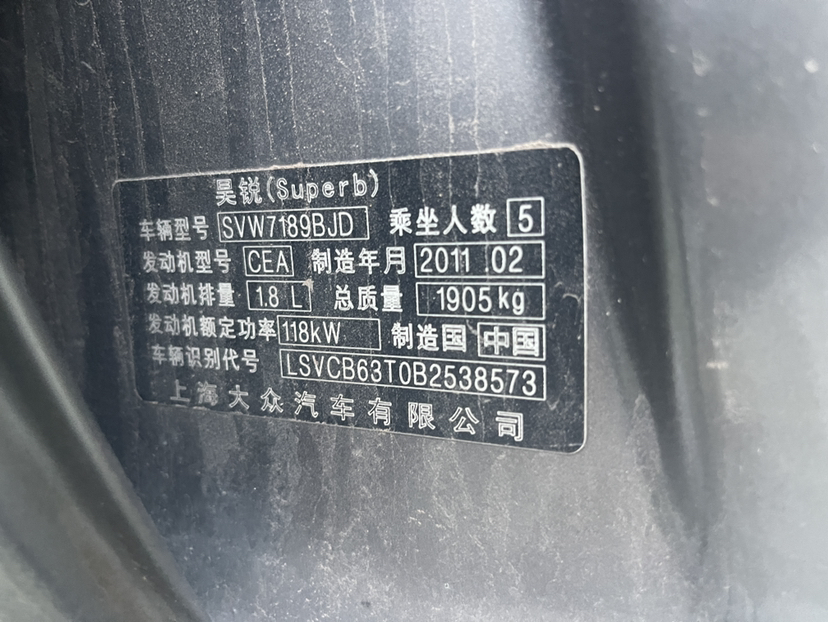 昊锐(Superb)
车辆型号 SVW7189BJD 乘坐人数 5
发动机型号 CEA 制造年月 2011 02
发动机排量 1.8 L 总质量 1905kg
发动机额定功率 118kW 制造国 中国
车辆识别代号 LSVCB63T0B2538573
上海大众汽车有限公司